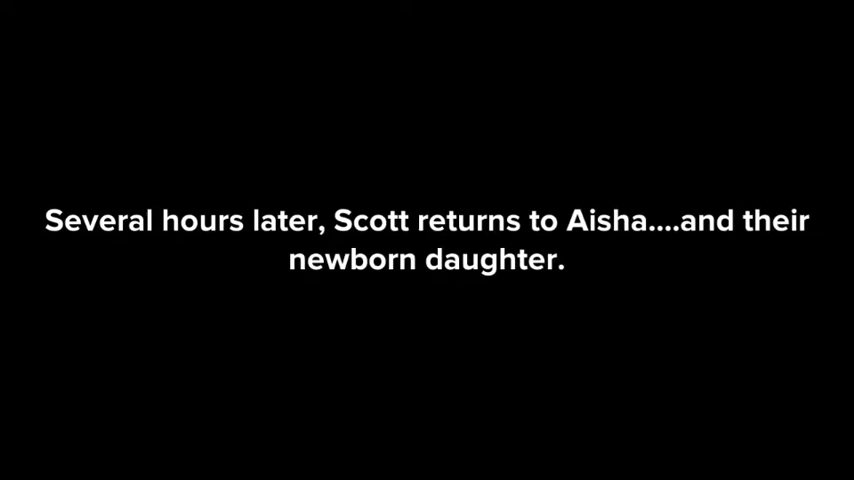 Several hours later, Scott returns to Aisha....and their
newborn daughter.